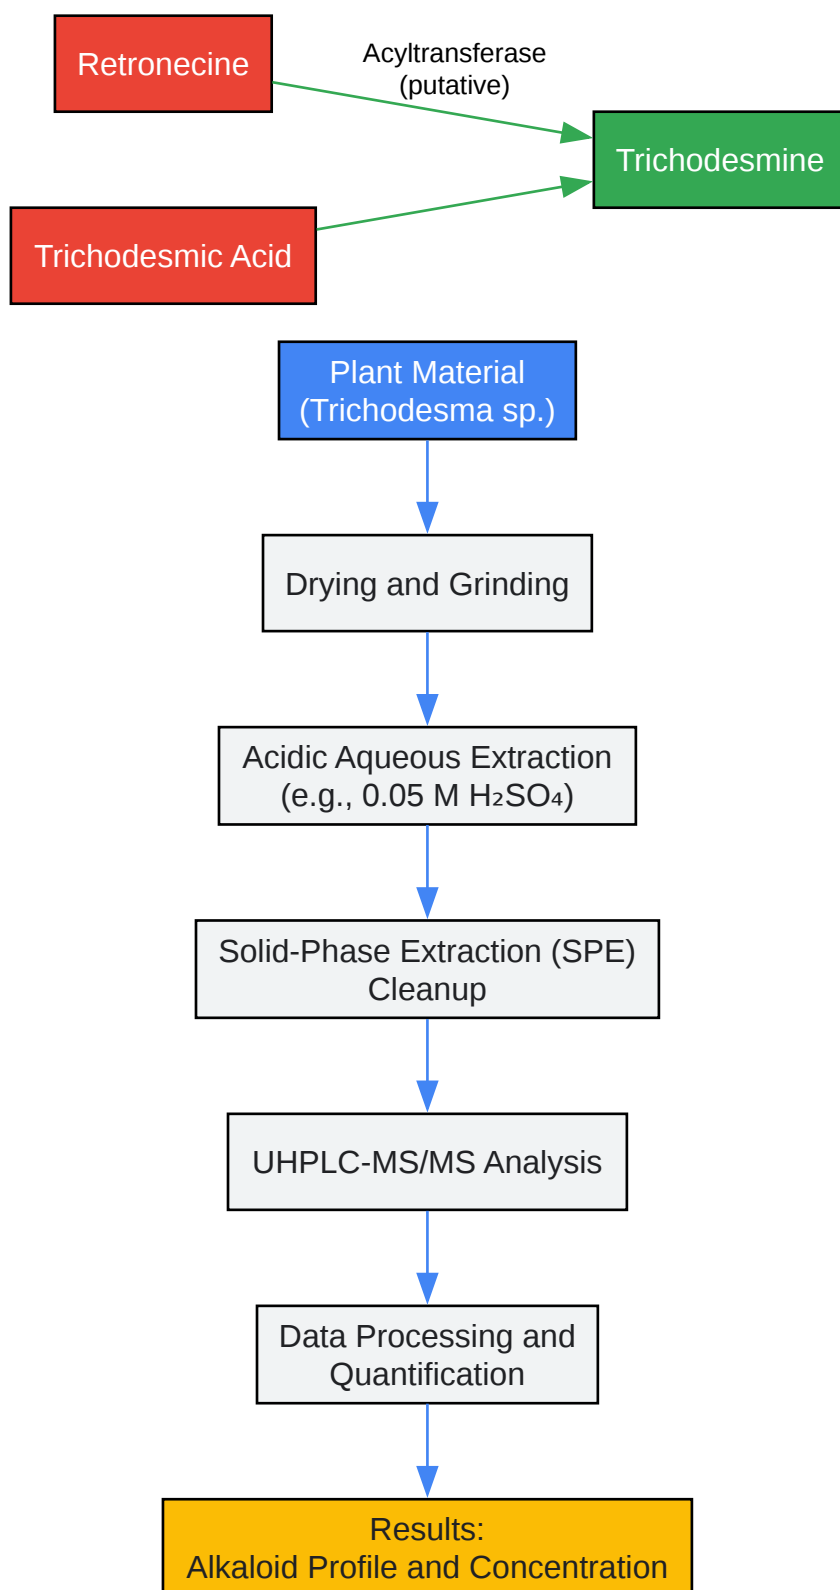 Retronecine
Acyltransferase
(putative)
Trichodesmine
Trichodesmic Acid
Plant Material
(Trichodesma sp.)
Drying and Grinding
Acidic Aqueous Extraction
(e.g., 0.05 M H₂SO₄)
Solid-Phase Extraction (SPE)
Cleanup
UHPLC-MS/MS Analysis
Data Processing and
Quantification
Results:
Alkaloid Profile and Concentration